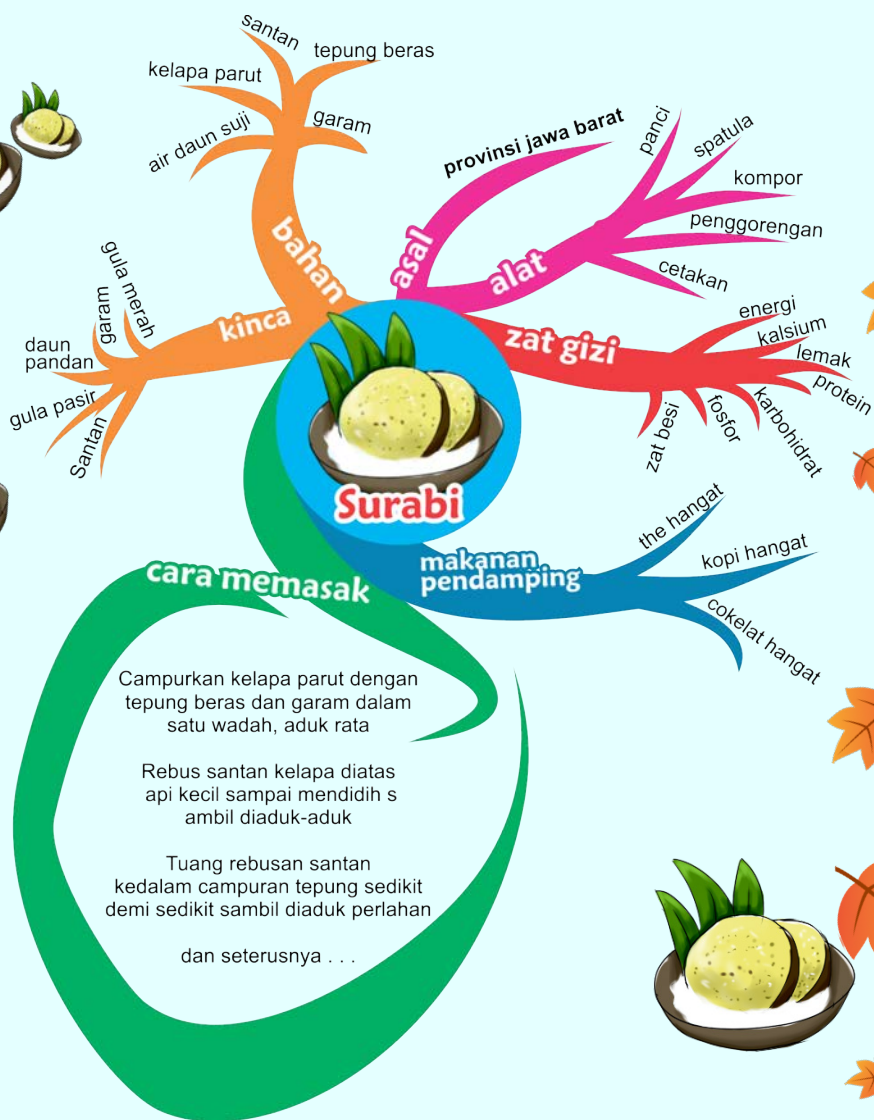 santan
tepung beras
kelapa parut
garam
air daun suji
bahan
provinsi jawa barat
asal
panci
spatula
kompor
penggorengan
cetakan
alat
gula merah
garam
daun
pandan
gula pasir
Santan
kinca
energi
kalsium
lemak
protein
karbohidrat
fosfor
zat besi
zat gizi
Surabi
the hangat
kopi hangat
cokelat hangat
makanan
pendamping
cara memasak
Campurkan kelapa parut dengan
tepung beras dan garam dalam
satu wadah, aduk rata
Rebus santan kelapa diatas
api kecil sampai mendidih s
ambil diaduk-aduk
Tuang rebusan santan
kedalam campuran tepung sedikit
demi sedikit sambil diaduk perlahan
dan seterusnya . . .